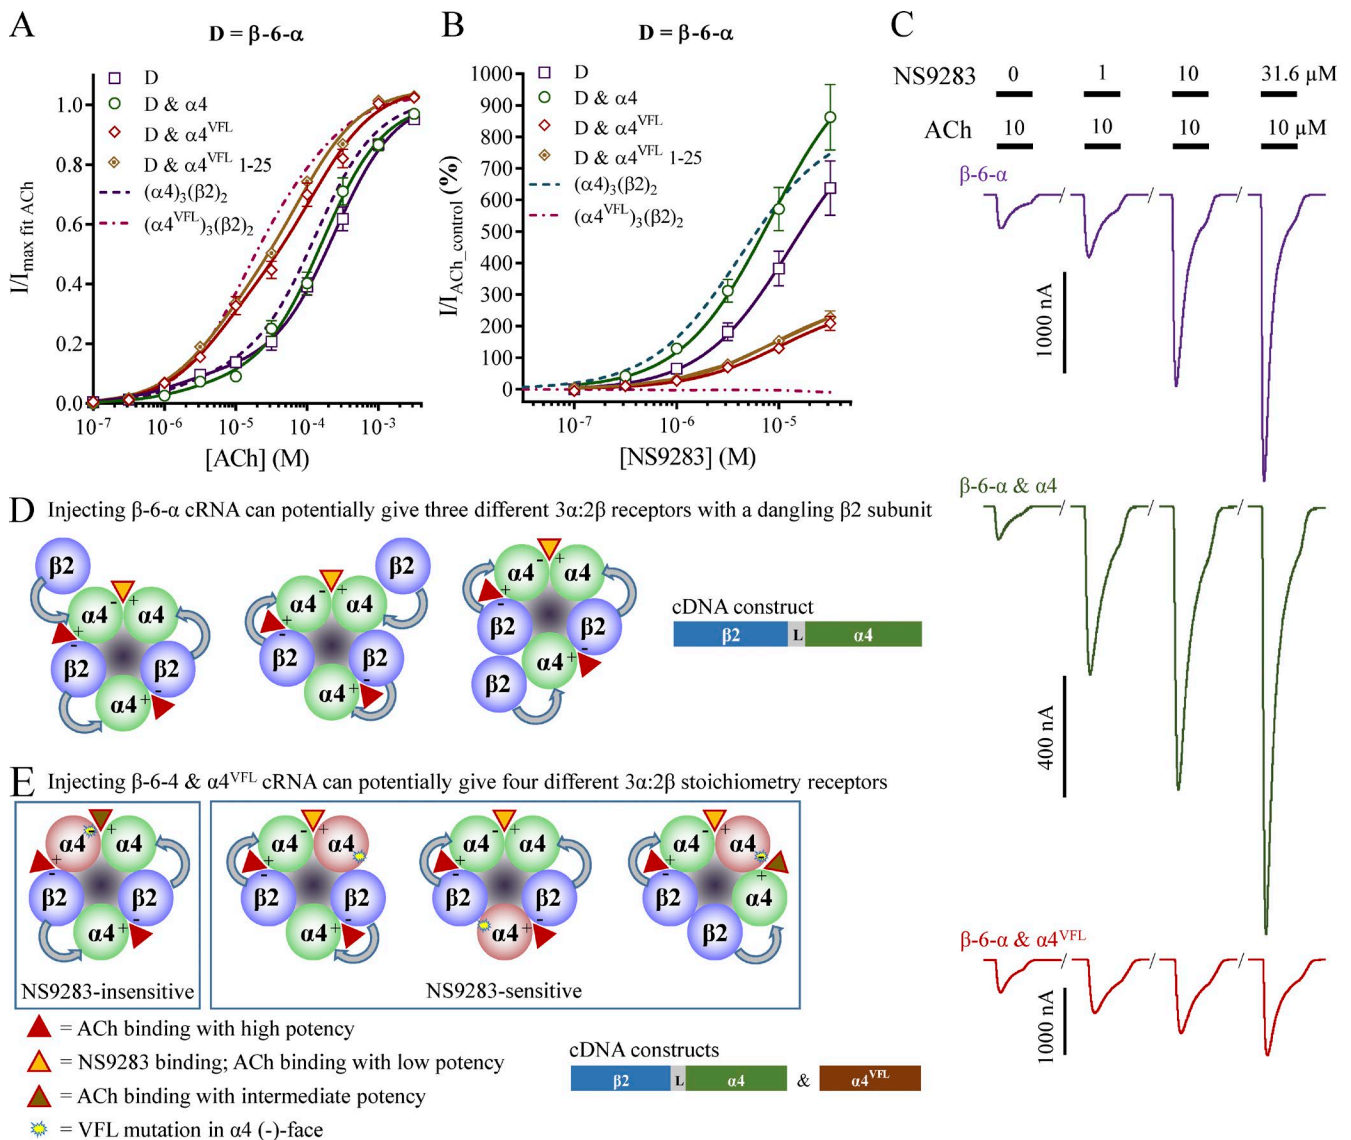 A
D = β-6-α
I/Imax fit ACh
1.0
0.8
0.6
0.4
0.2
0.0
D
D & α4
D & α4VFL
D & α4VFL 1-25
(α4)3(β2)2
(α4VFL)3(β2)2
10-7
10-6
10-5
10-4
10-3
[ACh] (M)
B
D = β-6-α
I/IACh_control (%)
1000
900
800
700
600
500
400
300
200
100
0
D
D & α4
D & α4VFL
D & α4VFL 1-25
(α4)3(β2)2
(α4VFL)3(β2)2
10-7
10-6
10-5
[NS9283] (M)
C
NS9283 0 1 10 31.6 μM
ACh 10 10 10 10 μM
β-6-α
/ / /
1000 nA
β-6-α & α4
/ / /
400 nA
β-6-α & α4VFL
/ / /
1000 nA
D Injecting β-6-α cRNA can potentially give three different 3α:2β receptors with a dangling β2 subunit
β2
α4 - + α4
+ -
β2 β2
α4 + -
β2
α4 - + α4
+ -
β2 β2
α4 + -
α4 - + α4
+ -
β2 β2
α4 + -
β2
cDNA construct
β2 L α4
E Injecting β-6-4 & α4VFL cRNA can potentially give four different 3α:2β stoichiometry receptors
α4 - + α4
+ -
β2 β2
α4 + -
NS9283-insensitive
α4 - + α4
+ -
β2 β2
α4 + -
α4 - + α4
+ -
β2 β2
α4 + -
α4 - + α4
+ - - +
β2 α4
β2
NS9283-sensitive
= ACh binding with high potency
= NS9283 binding; ACh binding with low potency
= ACh binding with intermediate potency
= VFL mutation in α4 (-)-face
cDNA constructs
β2 L α4 & α4VFL